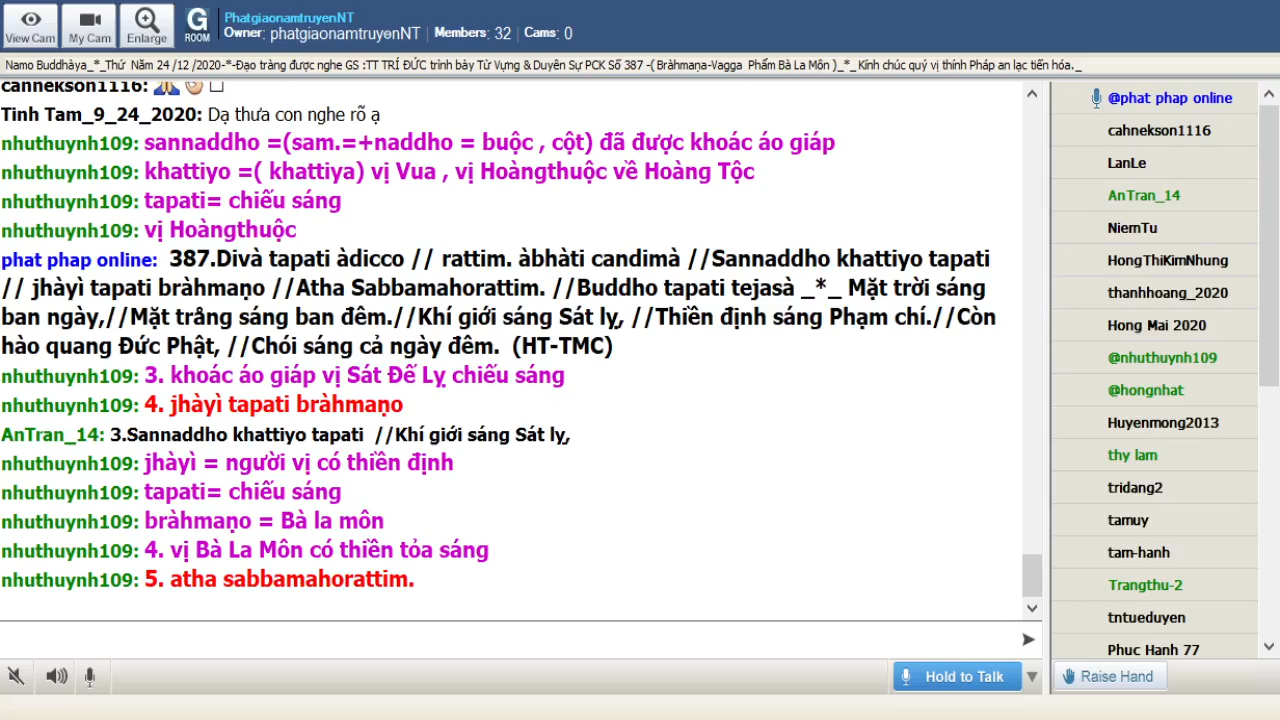 View Cam
My Cam
Enlarge
G
ROOM
PhatgiaonamtruyenNT
Owner: phatgiaonamtruyenNT | Members: 32 | Cams: 0
Namo Buddhàya_*_Thứ Năm 24 /12 /2020-*-Đạo tràng được nghe GS :TT TRÍ ĐỨC trình bày Từ Vựng & Duyên Sự PCK Số 387 -( Bràhmaṇa-Vagga Phẩm Bà La Môn )_*_Kính chúc quý vị thính Pháp an lạc tiến hóa._
cahnekson1116:
Tinh Tam_9_24_2020: Dạ thưa con nghe rõ ạ
nhuthuynh109: sannaddho =(sam.=+naddho = buộc , cột) đã được khoác áo giáp
nhuthuynh109: khattiyo =( khattiya) vị Vua , vị Hoàngthuộc về Hoàng Tộc
nhuthuynh109: tapati= chiếu sáng
nhuthuynh109: vị Hoàngthuộc
phat phap online: 387.Divà tapati àdicco // rattim. àbhàti candimà //Sannaddho khattiyo tapati
// jhàyì tapati bràhmaṇo //Atha Sabbamahorattim. //Buddho tapati tejasà _*_ Mặt trời sáng
ban ngày,//Mặt trăng sáng ban đêm.//Khí giới sáng Sát lỵ, //Thiền định sáng Phạm chí.//Còn
hào quang Đức Phật, //Chói sáng cả ngày đêm. (HT-TMC)
nhuthuynh109: 3. khoác áo giáp vị Sát Đế Lỵ chiếu sáng
nhuthuynh109: 4. jhàyì tapati bràhmaṇo
AnTran_14: 3.Sannaddho khattiyo tapati //Khí giới sáng Sát lỵ,
nhuthuynh109: jhàyì = người vị có thiền định
nhuthuynh109: tapati= chiếu sáng
nhuthuynh109: bràhmaṇo = Bà la môn
nhuthuynh109: 4. vị Bà La Môn có thiền tỏa sáng
nhuthuynh109: 5. atha sabbamahorattim.
@phat phap online
cahnekson1116
LanLe
AnTran_14
NiemTu
HongThiKimNhung
thanhhoang_2020
Hong Mai 2020
@nhuthuynh109
@hongnhat
Huyenmong2013
thy lam
tridang2
tamuy
tam-hanh
Trangthu-2
tntueduyen
Phuc Hanh 77
Hold to Talk
Raise Hand